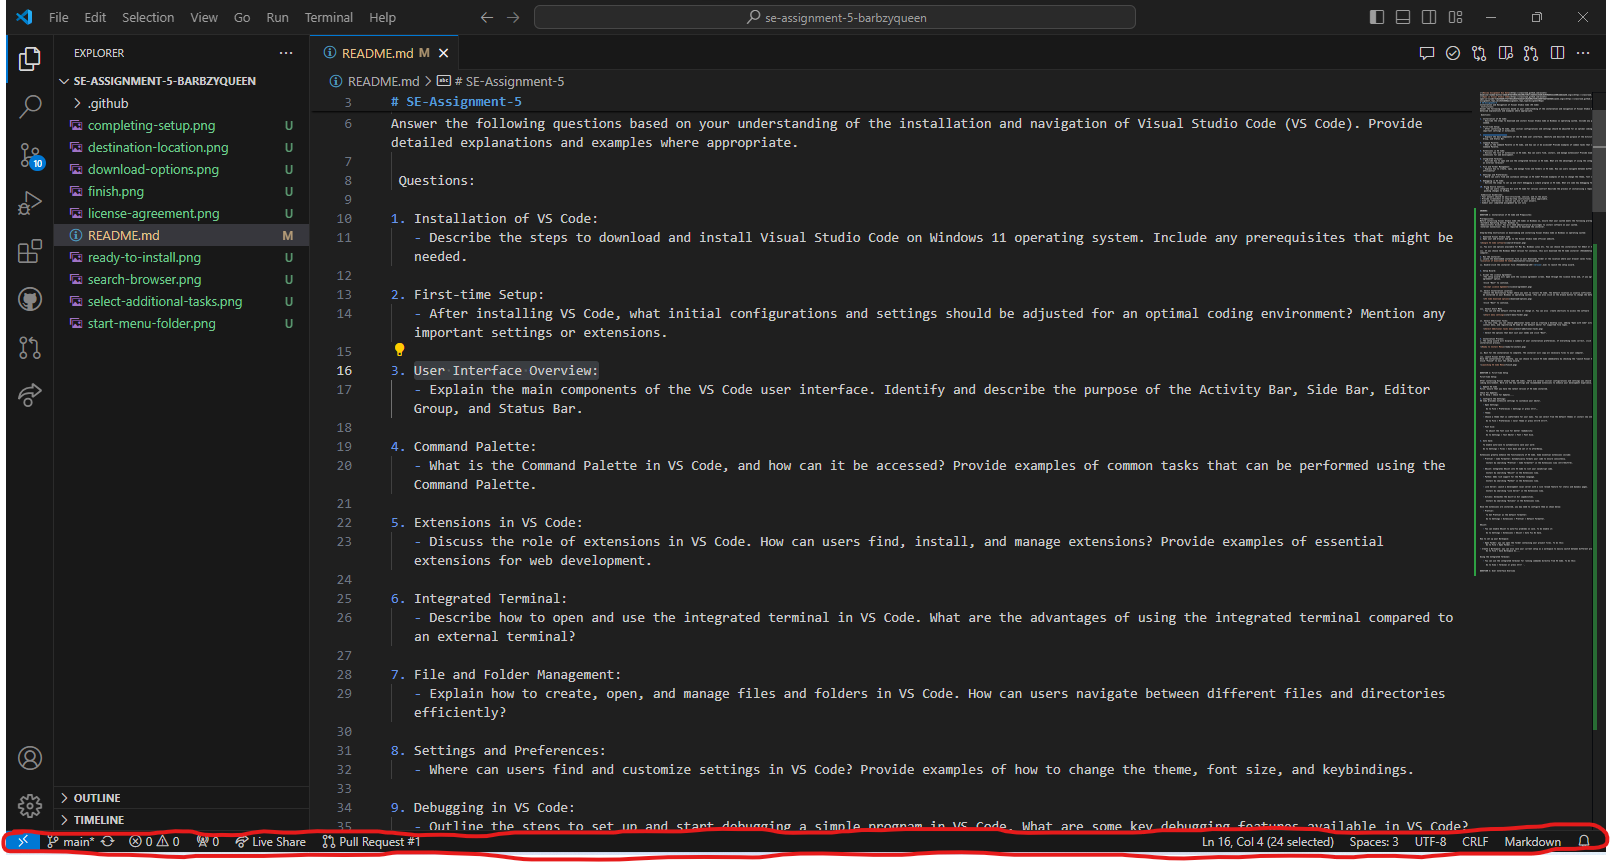 File Edit Selection View Go Run Terminal Help
se-assignment-5-barbzyqueen
EXPLORER
SE-ASSIGNMENT-5-BARBZYQUEEN
.github
completing-setup.png U
destination-location.png U
download-options.png U
finish.png U
license-agreement.png U
README.md M
ready-to-install.png U
search-browser.png U
select-additional-tasks.png U
start-menu-folder.png U
OUTLINE
TIMELINE
10
README.md M
README.md > # SE-Assignment-5
3 # SE-Assignment-5
6 Answer the following questions based on your understanding of the installation and navigation of Visual Studio Code (VS Code). Provide
detailed explanations and examples where appropriate.
7
8 Questions:
9
10 1. Installation of VS Code:
11 - Describe the steps to download and install Visual Studio Code on Windows 11 operating system. Include any prerequisites that might be
needed.
12
13 2. First-time Setup:
14 - After installing VS Code, what initial configurations and settings should be adjusted for an optimal coding environment? Mention any
important settings or extensions.
15
16 3. User Interface Overview:
17 - Explain the main components of the VS Code user interface. Identify and describe the purpose of the Activity Bar, Side Bar, Editor
Group, and Status Bar.
18
19 4. Command Palette:
20 - What is the Command Palette in VS Code, and how can it be accessed? Provide examples of common tasks that can be performed using the
Command Palette.
21
22 5. Extensions in VS Code:
23 - Discuss the role of extensions in VS Code. How can users find, install, and manage extensions? Provide examples of essential
extensions for web development.
24
25 6. Integrated Terminal:
26 - Describe how to open and use the integrated terminal in VS Code. What are the advantages of using the integrated terminal compared to
an external terminal?
27
28 7. File and Folder Management:
29 - Explain how to create, open, and manage files and folders in VS Code. How can users navigate between different files and directories
efficiently?
30
31 8. Settings and Preferences:
32 - Where can users find and customize settings in VS Code? Provide examples of how to change the theme, font size, and keybindings.
33
34 9. Debugging in VS Code:
35 - Outline the steps to set up and start debugging a simple program in VS Code. What are some key debugging features available in VS Code?
main* 0 0 0 Live Share Pull Request #1 Ln 16, Col 4 (24 selected) Spaces: 3 UTF-8 CRLF Markdown